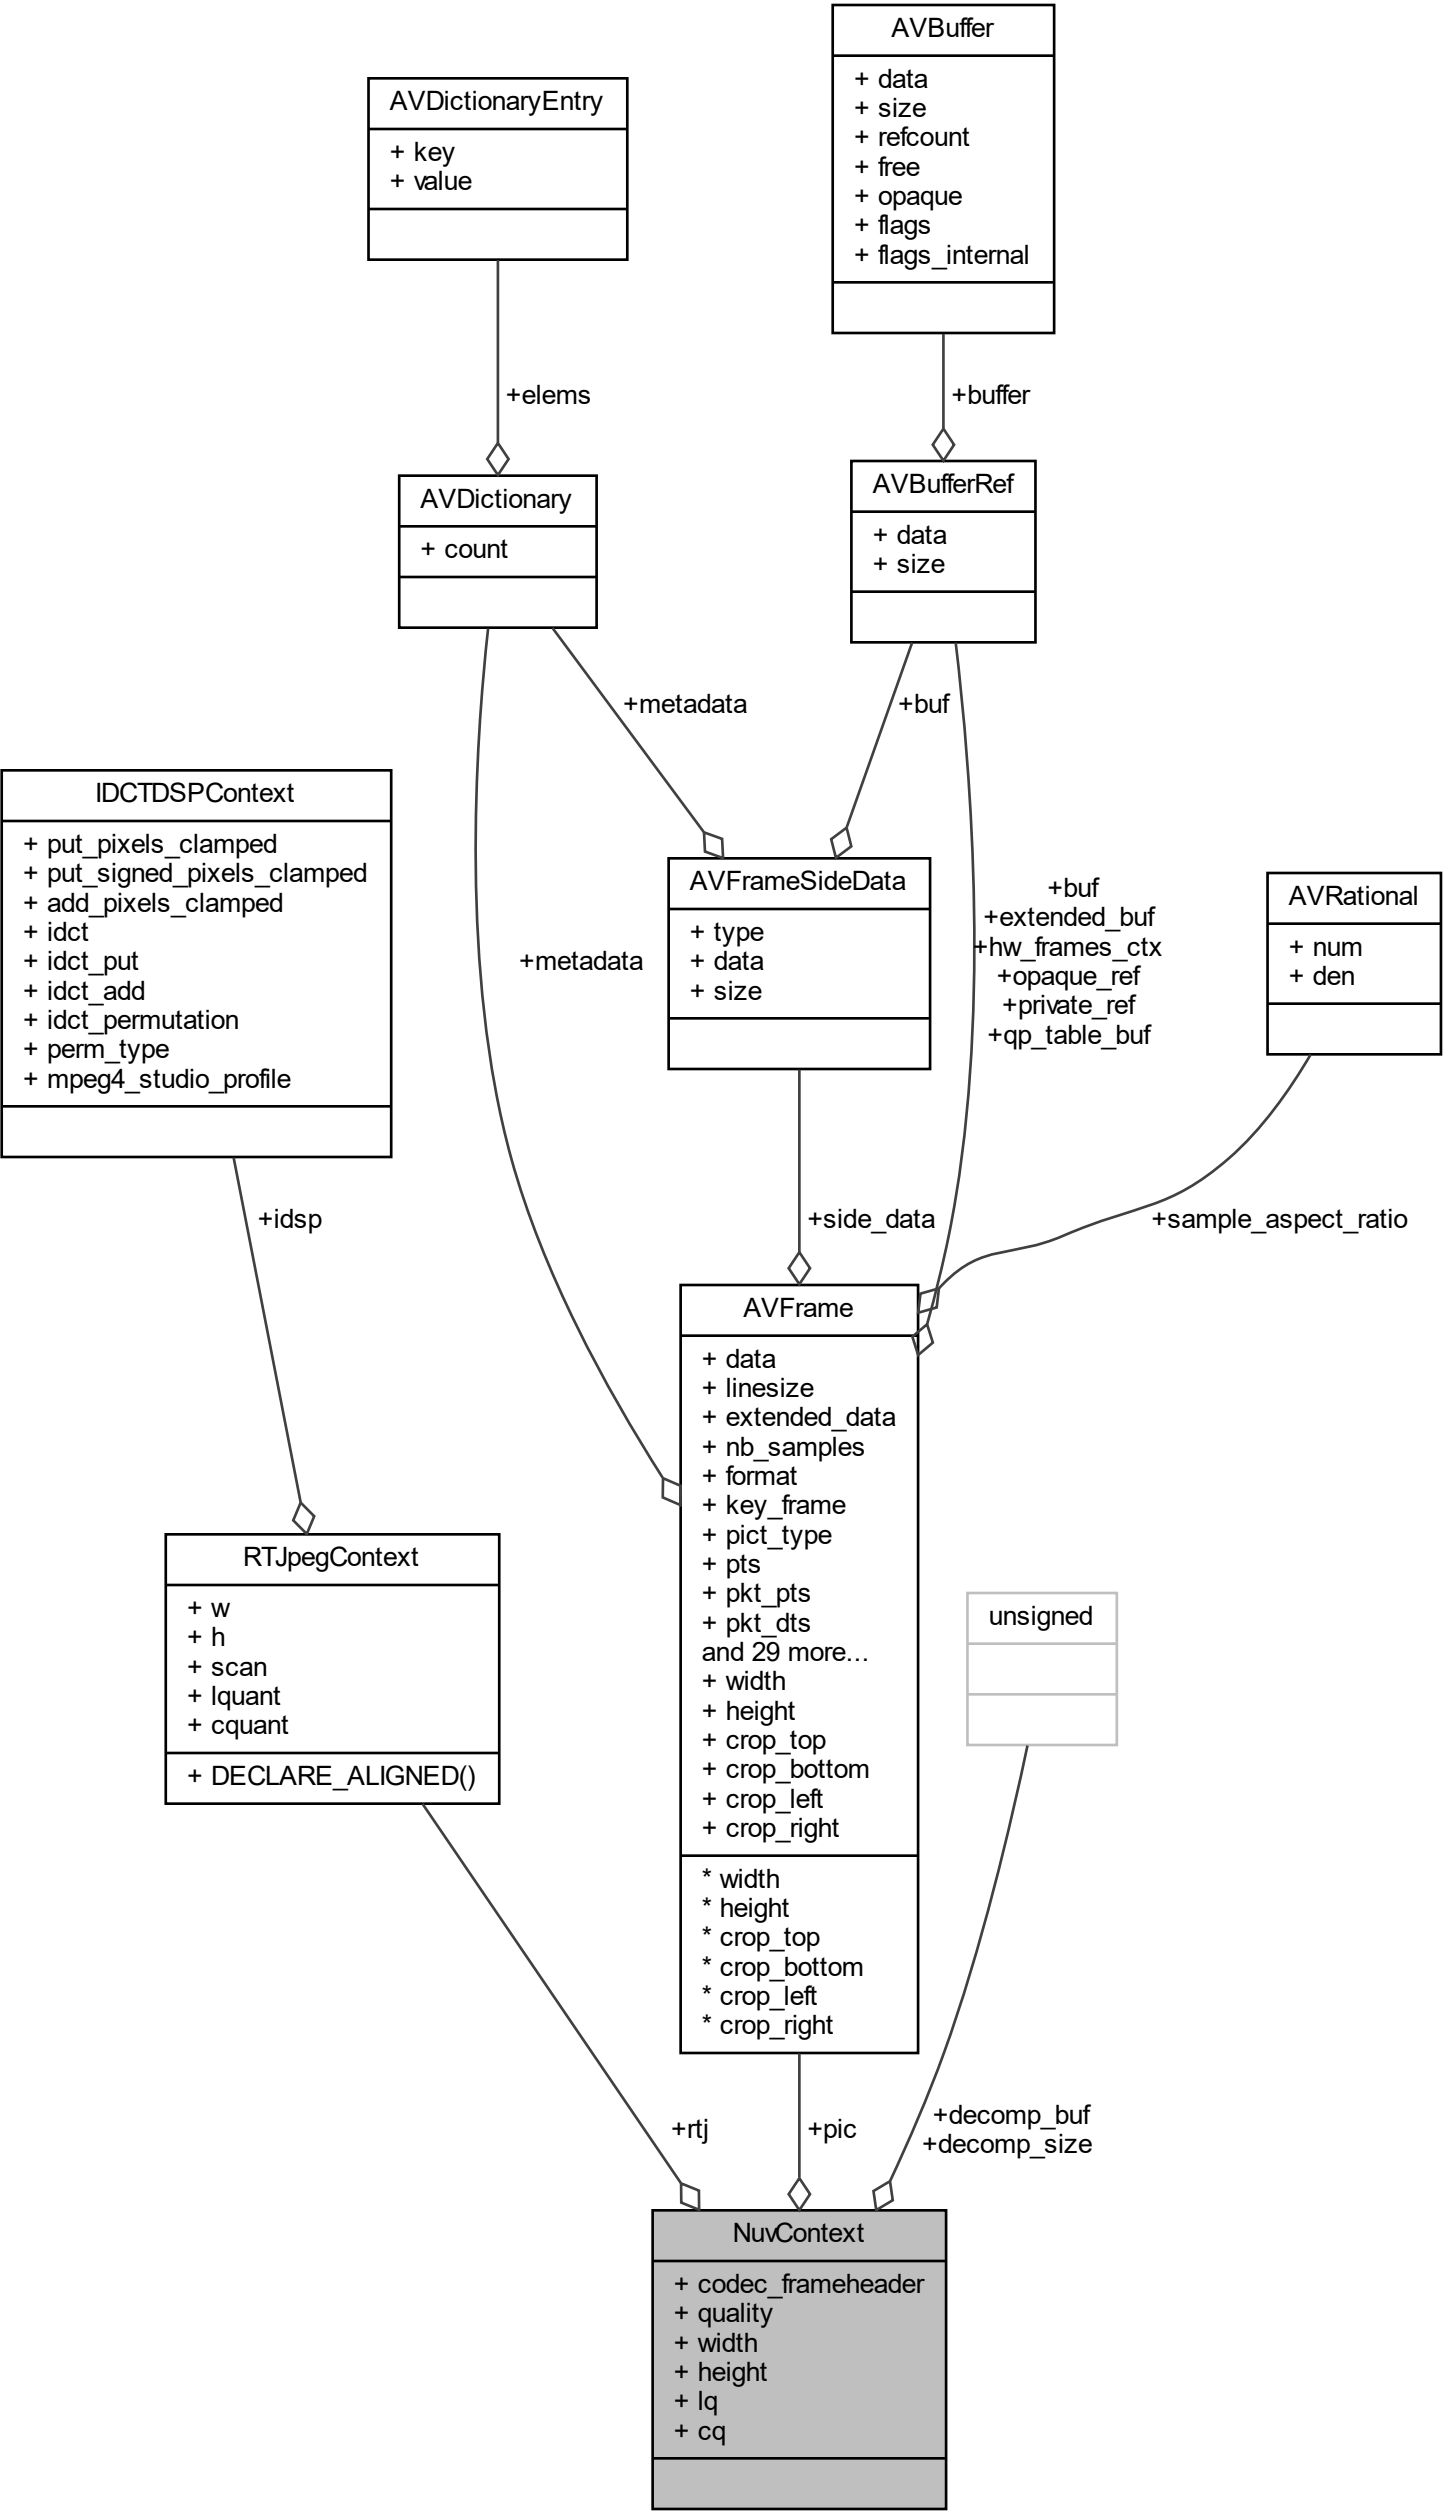 AVBuffer
+ data
+ size
+ refcount
+ free
+ opaque
+ flags
+ flags_internal
AVDictionaryEntry
+ key
+ value
+elems
+buffer
AVDictionary
+ count
AVBufferRef
+ data
+ size
+metadata
+buf
IDCTDSPContext
+ put_pixels_clamped
+ put_signed_pixels_clamped
+ add_pixels_clamped
+ idct
+ idct_put
+ idct_add
+ idct_permutation
+ perm_type
+ mpeg4_studio_profile
+metadata
AVFrameSideData
+ type
+ data
+ size
+buf
+extended_buf
+hw_frames_ctx
+opaque_ref
+private_ref
+qp_table_buf
AVRational
+ num
+ den
+idsp
+side_data
+sample_aspect_ratio
AVFrame
+ data
+ linesize
+ extended_data
+ nb_samples
+ format
+ key_frame
+ pict_type
+ pts
+ pkt_pts
+ pkt_dts
and 29 more...
+ width
+ height
+ crop_top
+ crop_bottom
+ crop_left
+ crop_right
* width
* height
* crop_top
* crop_bottom
* crop_left
* crop_right
RTJpegContext
+ w
+ h
+ scan
+ lquant
+ cquant
+ DECLARE_ALIGNED()
unsigned
+rtj
+pic
+decomp_buf
+decomp_size
NuvContext
+ codec_frameheader
+ quality
+ width
+ height
+ lq
+ cq